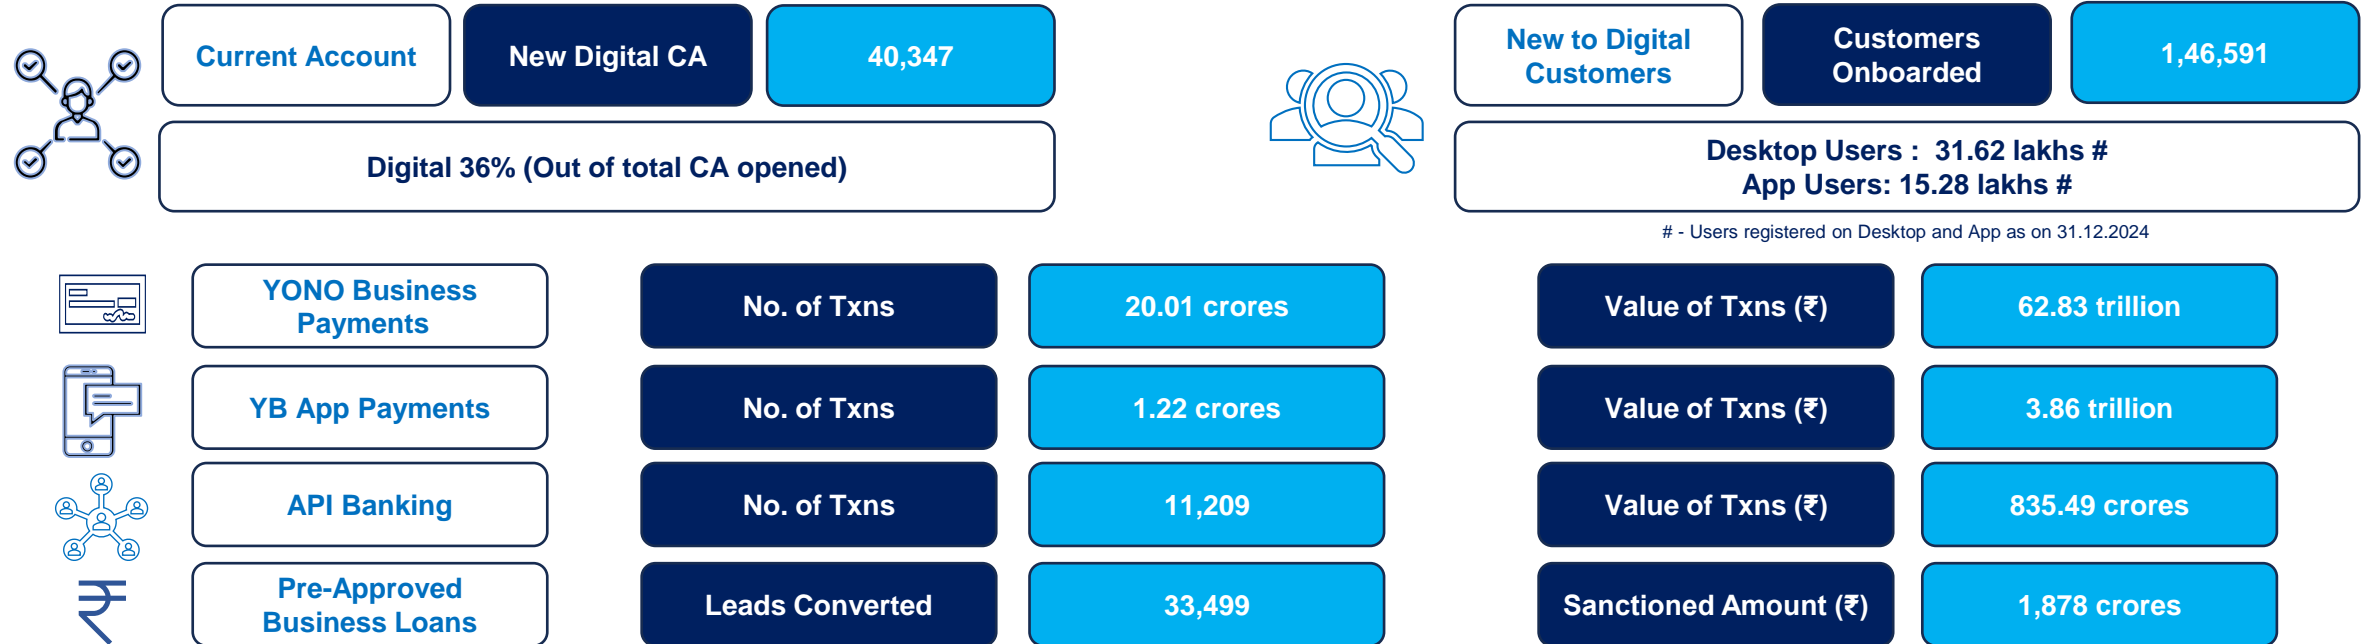 Current Account
New Digital CA
40,347
Digital 36% (Out of total CA opened)
New to Digital
Customers
Customers
Onboarded
1,46,591
Desktop Users :  31.62 lakhs #
App Users: 15.28 lakhs #
# - Users registered on Desktop and App as on 31.12.2024
YONO Business
Payments
No. of Txns
20.01 crores
Value of Txns (₹)
62.83 trillion
YB App Payments
No. of Txns
1.22 crores
Value of Txns (₹)
3.86 trillion
API Banking
No. of Txns
11,209
Value of Txns (₹)
835.49 crores
₹
Pre-Approved
Business Loans
Leads Converted
33,499
Sanctioned Amount (₹)
1,878 crores